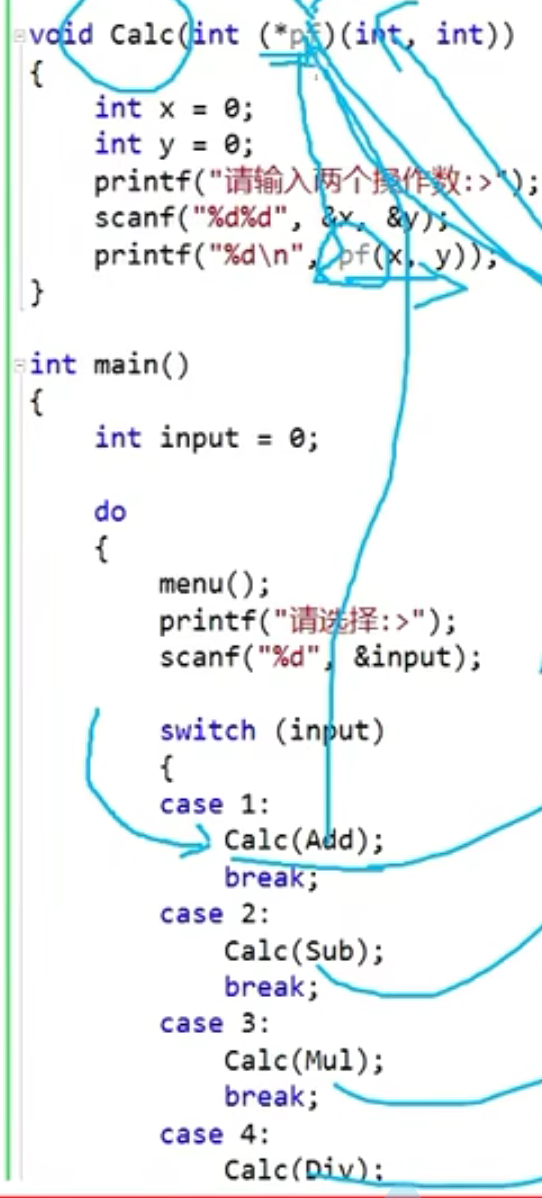 void Calc(int (*pf)(int, int))
{
    int x = 0;
    int y = 0;
    printf("请输入两个操作数:>");
    scanf("%d%d", &x, &y);
    printf("%d\n", pf(x, y));
}
int main()
{
    int input = 0;
    do
    {
        menu();
        printf("请选择:>");
        scanf("%d", &input);
        switch (input)
        {
        case 1:
            Calc(Add);
            break;
        case 2:
            Calc(Sub);
            break;
        case 3:
            Calc(Mul);
            break;
        case 4:
            Calc(Div);